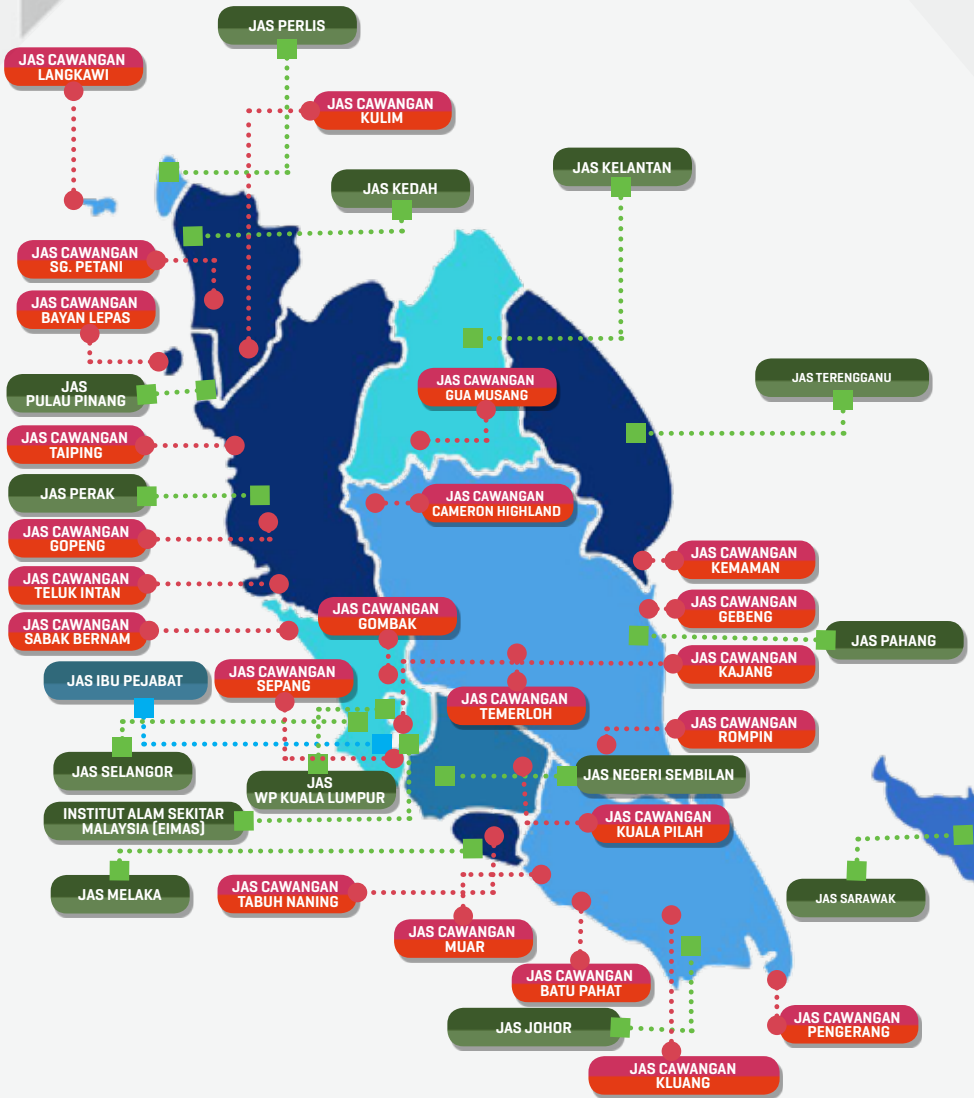 JAS PERLIS
JAS CAWANGAN
LANGKAWI
JAS CAWANGAN
KULIM
JAS KELANTAN
JAS KEDAH
JAS CAWANGAN
SG. PETANI
JAS CAWANGAN
BAYAN LEPAS
JAS
PULAU PINANG
JAS CAWANGAN
GUA MUSANG
JAS TERENGGANU
JAS CAWANGAN
TAIPING
JAS PERAK
JAS CAWANGAN
CAMERON HIGHLAND
JAS CAWANGAN
GOPENG
JAS CAWANGAN
KEMAMAN
JAS CAWANGAN
TELUK INTAN
JAS CAWANGAN
GEBENG
JAS CAWANGAN
GOMBAK
JAS CAWANGAN
SABAK BERNAM
JAS PAHANG
JAS IBU PEJABAT
JAS CAWANGAN
SEPANG
JAS CAWANGAN
KAJANG
JAS CAWANGAN
TEMERLOH
JAS CAWANGAN
ROMPIN
JAS SELANGOR
JAS
WP KUALA LUMPUR
JAS NEGERI SEMBILAN
INSTITUT ALAM SEKITAR
MALAYSIA (EIMAS)
JAS CAWANGAN
KUALA PILAH
JAS MELAKA
JAS CAWANGAN
TABUH NANING
JAS SARAWAK
JAS CAWANGAN
MUAR
JAS CAWANGAN
BATU PAHAT
JAS JOHOR
JAS CAWANGAN
PENGERANG
JAS CAWANGAN
KLUANG